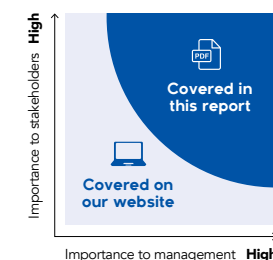 Importance to stakeholders High
PDF
Covered in
this report
Covered on
our website
Importance to management High